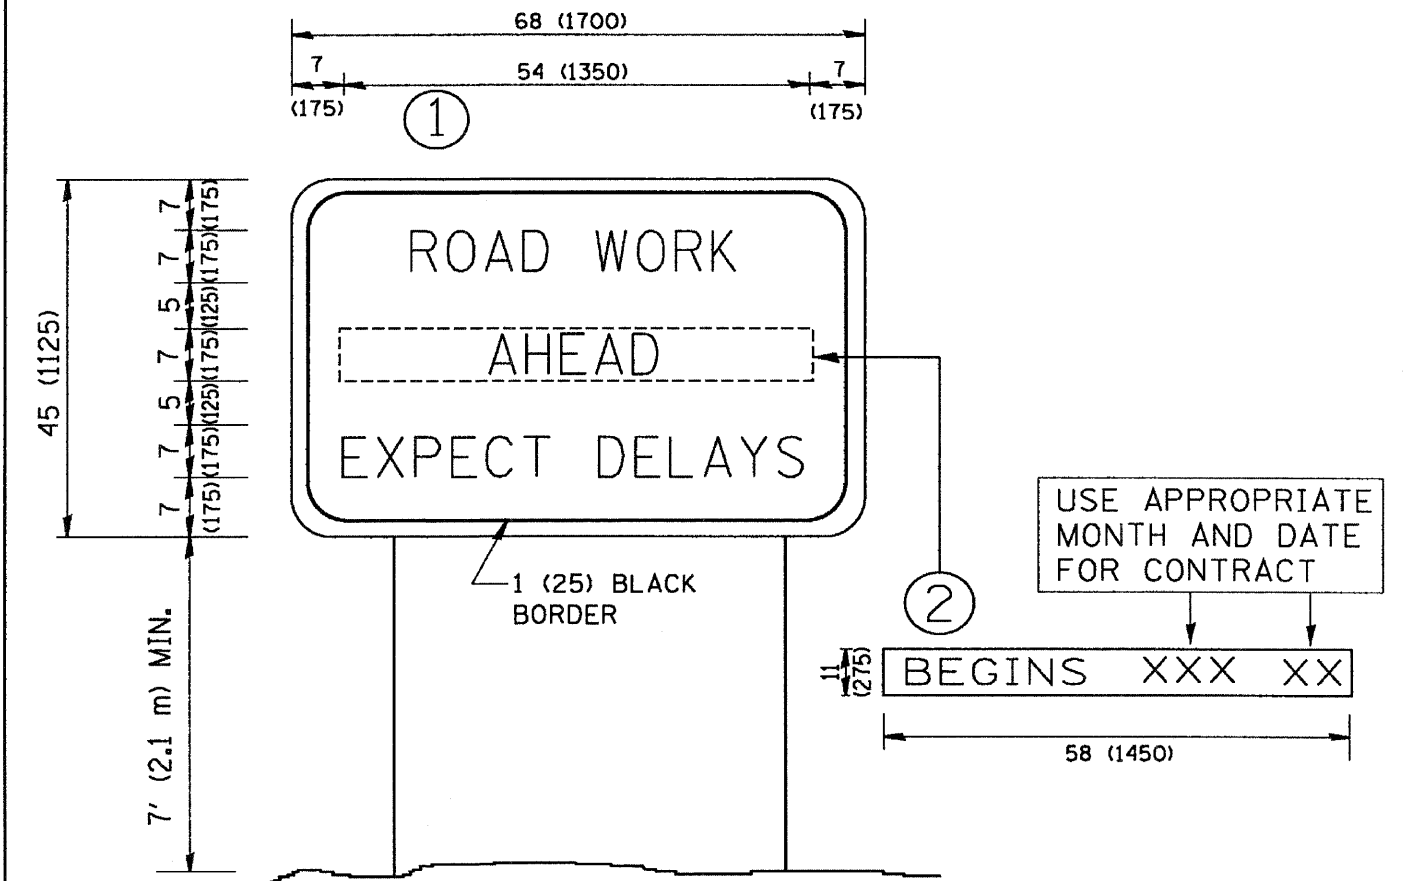 68 (1700)
7 54 (1350) 7
(175) (175)
1
45 (1125)
7 (175)
7 (175)
5 (125)
7 (175)
5 (125)
7 (175)
7 (175)
7' (2.1 m) MIN.
ROAD WORK
AHEAD
EXPECT DELAYS
1 (25) BLACK
BORDER
2
USE APPROPRIATE
MONTH AND DATE
FOR CONTRACT
11
(275)
BEGINS XXX XX
58 (1450)